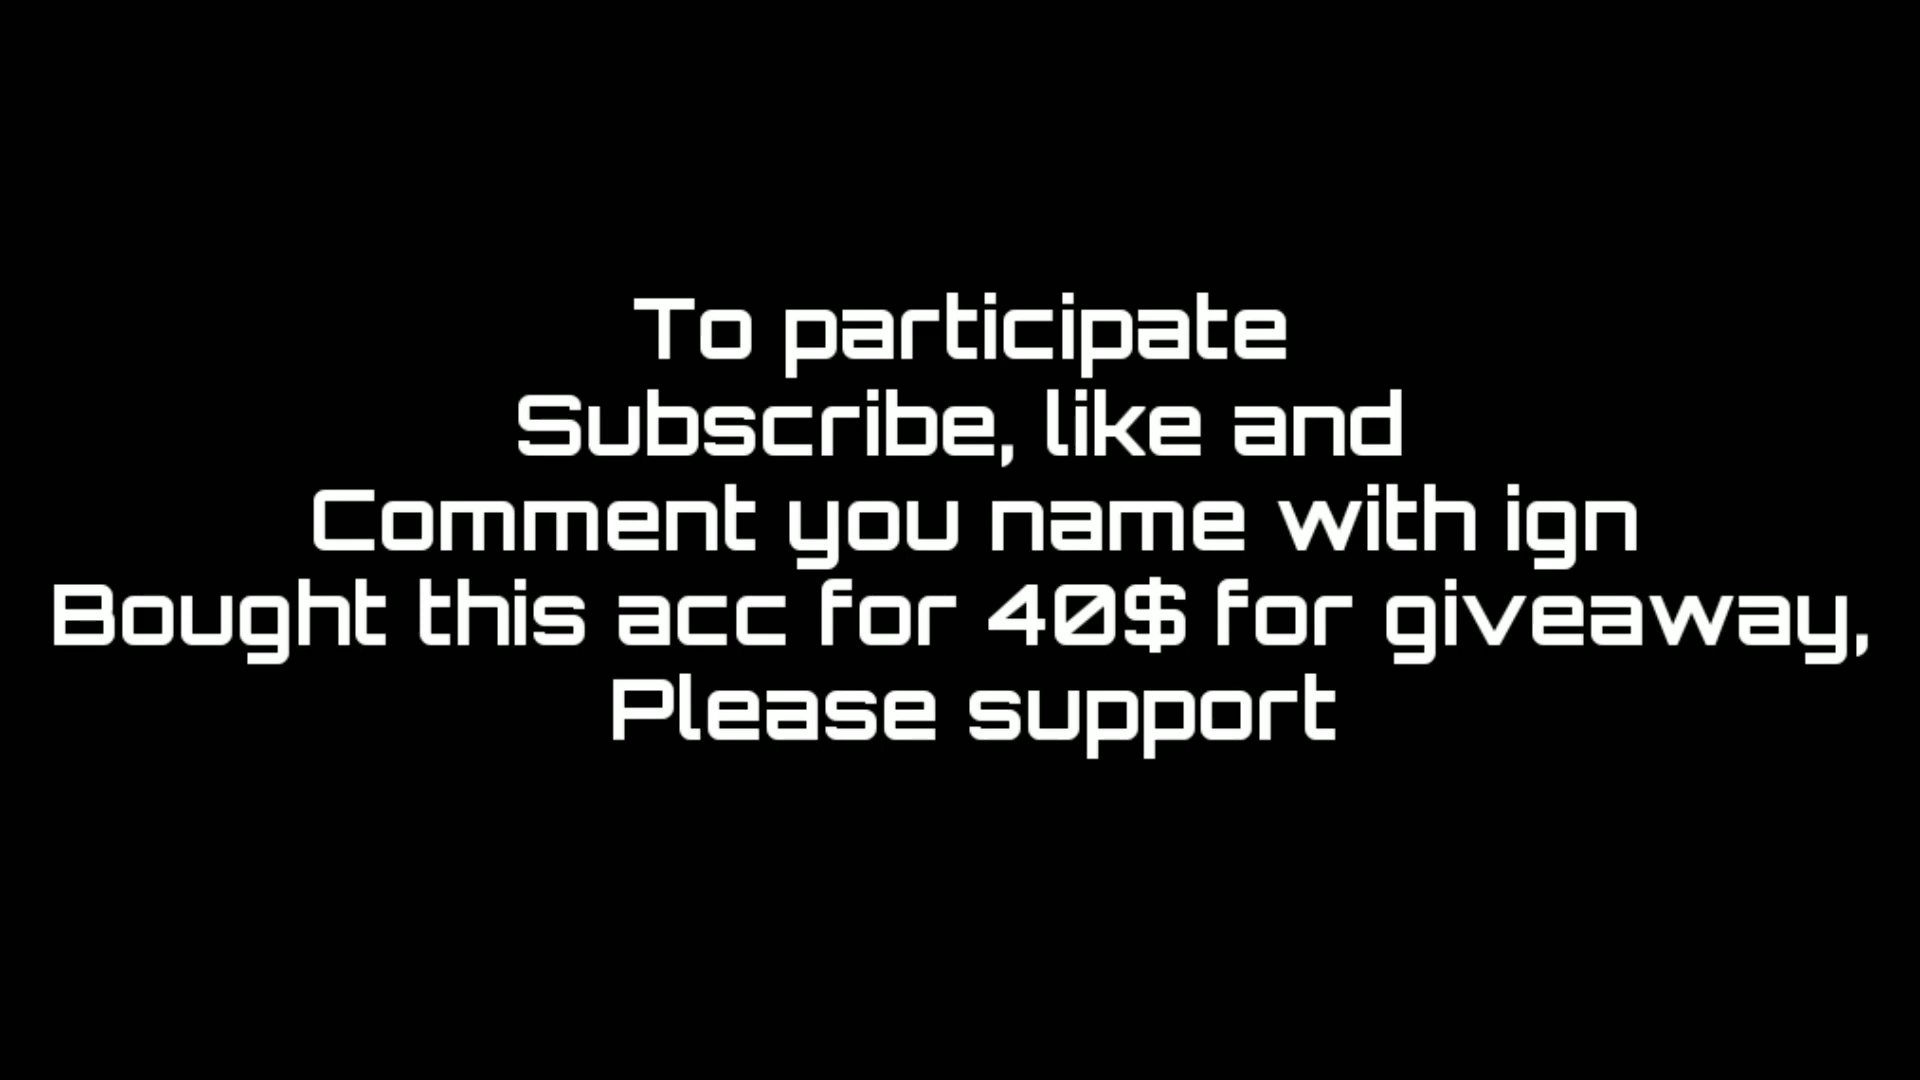 To participate
Subscribe, like and
Comment you name with ign
Bought this acc for 40$ for giveaway,
Please support